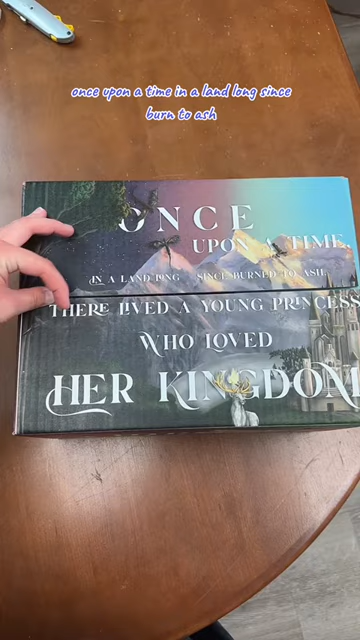 once upon a time in a land long since
burn to ash
ONCE
UPON A TIME,
IN A LAND LONG SINCE BURNED TO ASH,
THERE LIVED A YOUNG PRINCESS
WHO LOVED
HER KINGDOM